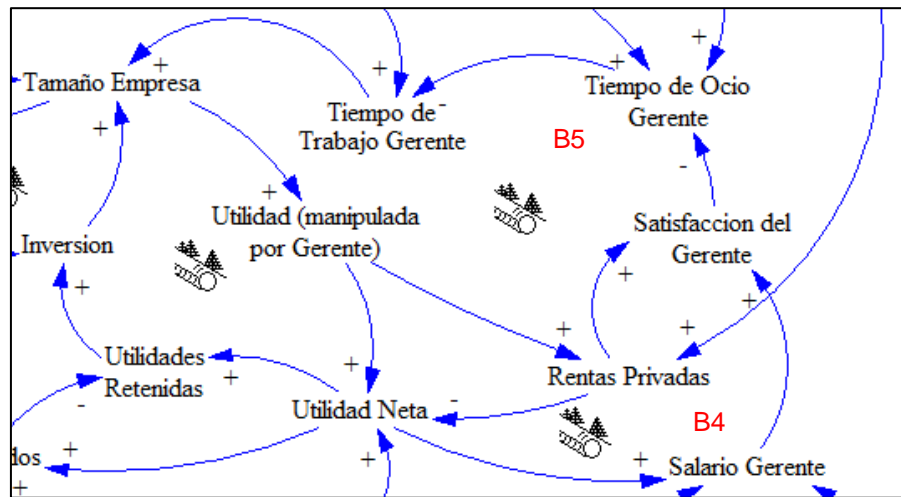 Tamaño Empresa
Tiempo de
Trabajo Gerente
Tiempo de Ocio
Gerente
B5
Utilidad (manipulada
por Gerente)
Satisfaccion del
Gerente
Inversion
Utilidades
Retenidas
Rentas Privadas
Utilidad Neta
B4
dos
Salario Gerente
+
+
+
+
+
-
+
-
+
+
+
+
+
+
+
-
+
-
+
+
+
+